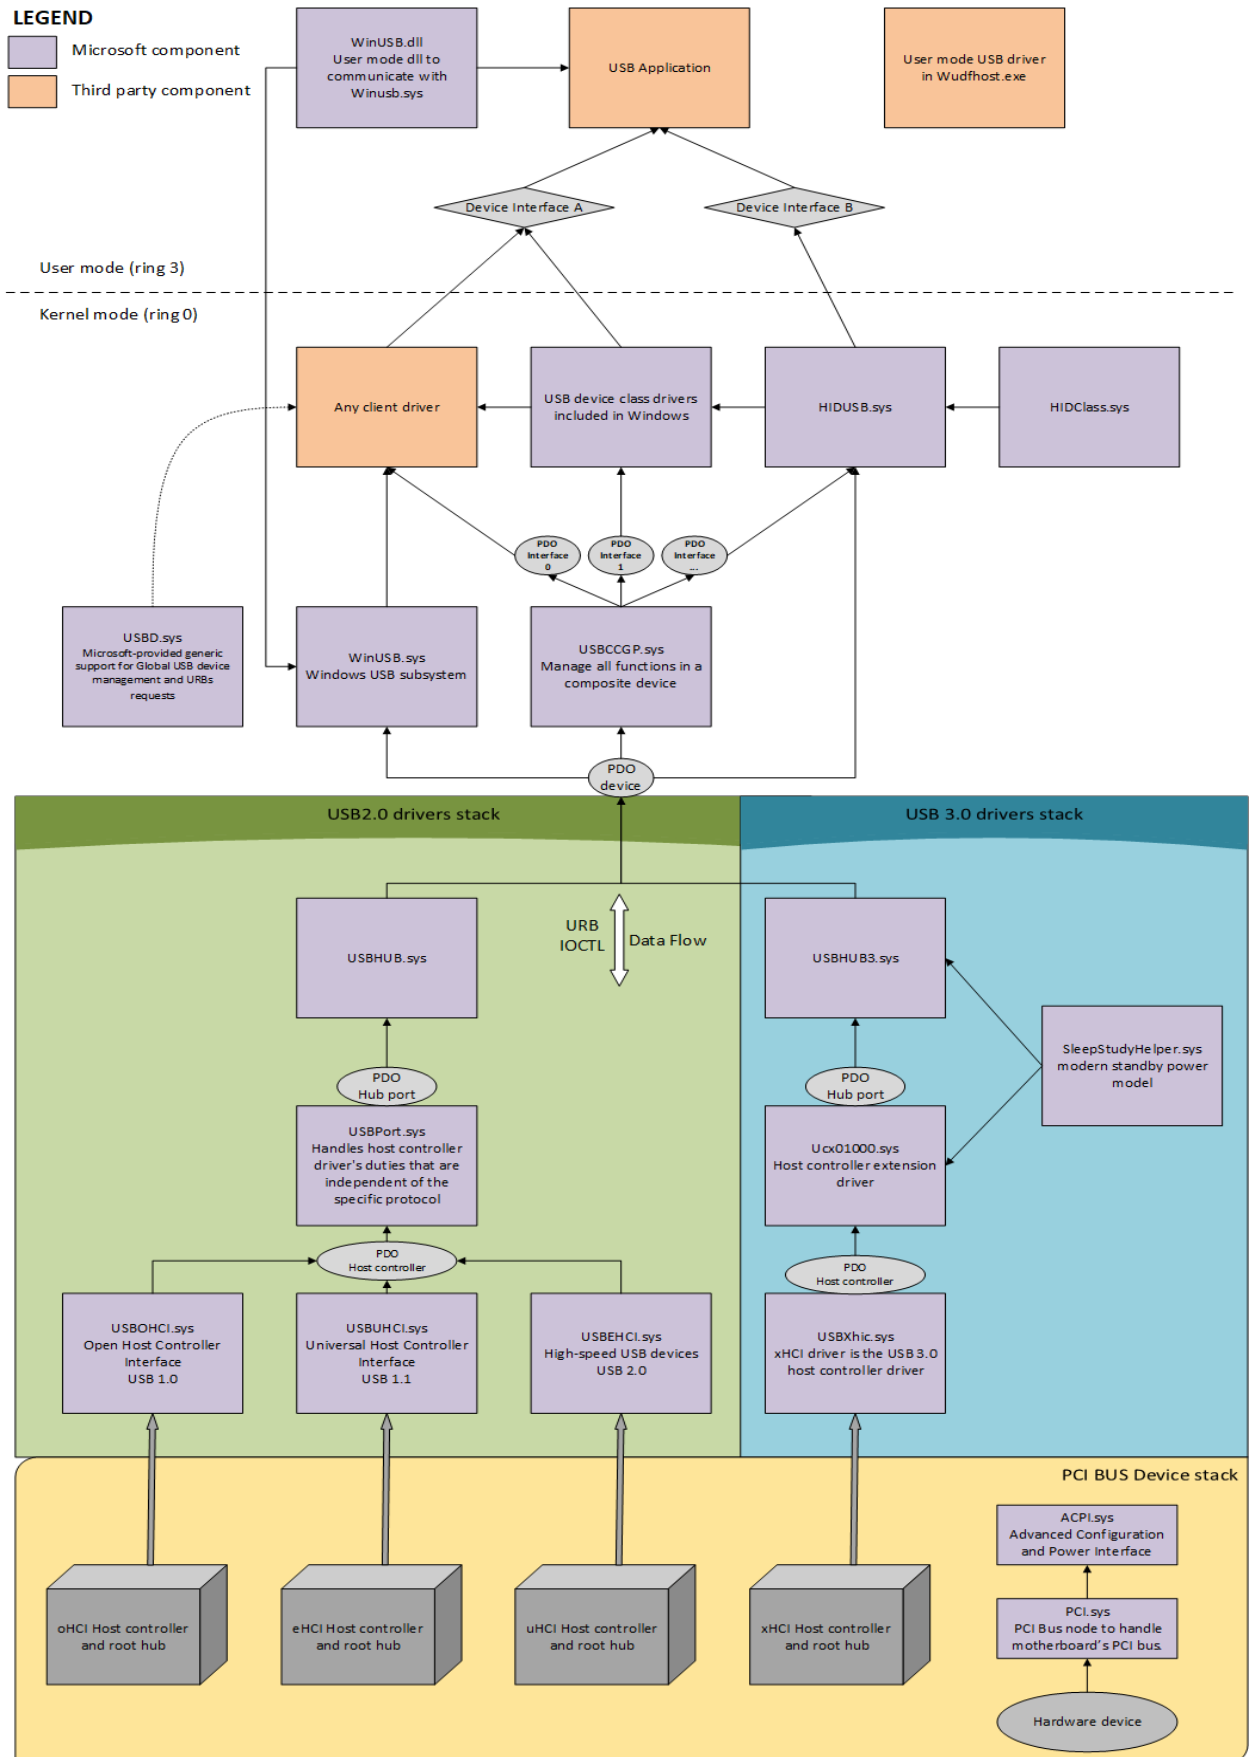 LEGEND
Microsoft component
Third party component
WinUSB.dll
User mode dll to
communicate with
Winusb.sys
USB Application
User mode USB driver
in Wudfhost.exe
Device Interface A
Device Interface B
User mode (ring 3)
Kernel mode (ring 0)
Any client driver
USB device class drivers
included in Windows
HIDUSB.sys
HIDClass.sys
PDO
Interface
0
PDO
Interface
1
PDO
Interface
...
USBD.sys
Microsoft-provided generic
support for Global USB device
management and URBs
requests
WinUSB.sys
Windows USB subsystem
USBCCGP.sys
Manage all functions in a
composite device
PDO
device
USB2.0 drivers stack
USB 3.0 drivers stack
URB
IOCTL
Data Flow
USBHUB.sys
USBHUB3.sys
SleepStudyHelper.sys
modern standby power
model
PDO
Hub port
PDO
Hub port
USBPort.sys
Handles host controller
driver's duties that are
independent of the
specific protocol
Ucx01000.sys
Host controller extension
driver
PDO
Host controller
PDO
Host controller
USBOHCI.sys
Open Host Controller
Interface
USB 1.0
USBUHCI.sys
Universal Host Controller
Interface
USB 1.1
USBEHCI.sys
High-speed USB devices
USB 2.0
USBXhic.sys
xHCI driver is the USB 3.0
host controller driver
PCI BUS Device stack
ACPI.sys
Advanced Configuration
and Power Interface
PCI.sys
PCI Bus node to handle
motherboard's PCI bus.
Hardware device
oHCI Host controller
and root hub
eHCI Host controller
and root hub
uHCI Host controller
and root hub
xHCI Host controller
and root hub